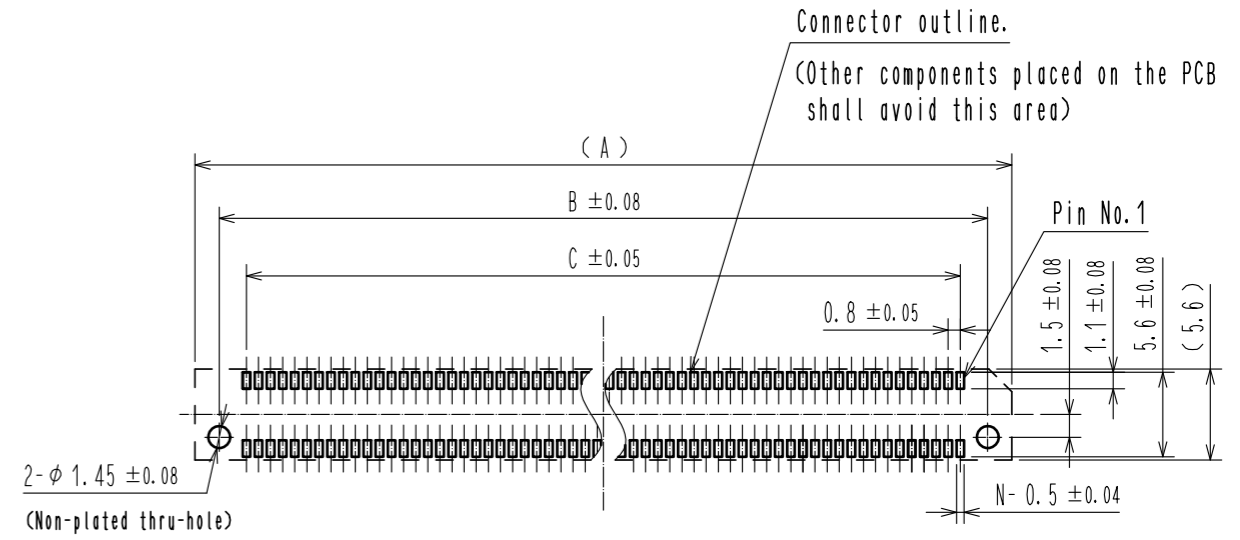 Connector outline.
(Other components placed on the PCB
shall avoid this area)
(A)
B ±0.08
Pin No.1
C ±0.05
0.8 ±0.05
1.5 ±0.08
1.1 ±0.08
5.6 ±0.08
(5.6)
2-φ 1.45 ±0.08
(Non-plated thru-hole)
N- 0.5 ±0.04